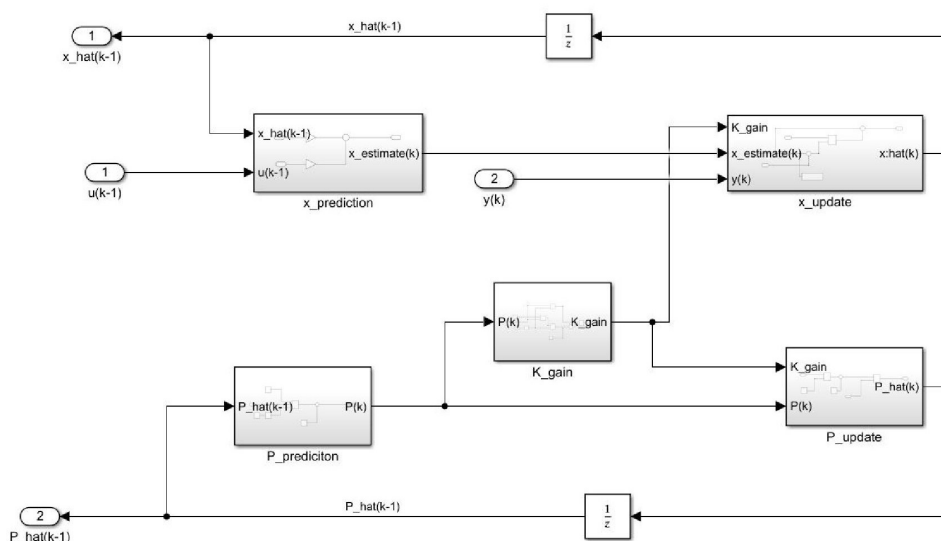 x_hat(k-1)
1
x_hat(k-1)
1
z
x_hat(k-1)
x_estimate(k)
u(k-1)
x_prediction
1
u(k-1)
2
y(k)
K_gain
x_estimate(k)
x:hat(k)
y(k)
x_update
P(k)
K_gain
K_gain
P_hat(k-1)
P(k)
P_prediciton
K_gain
P_hat(k)
P(k)
P_update
P_hat(k-1)
2
P_hat(k-1)
1
z